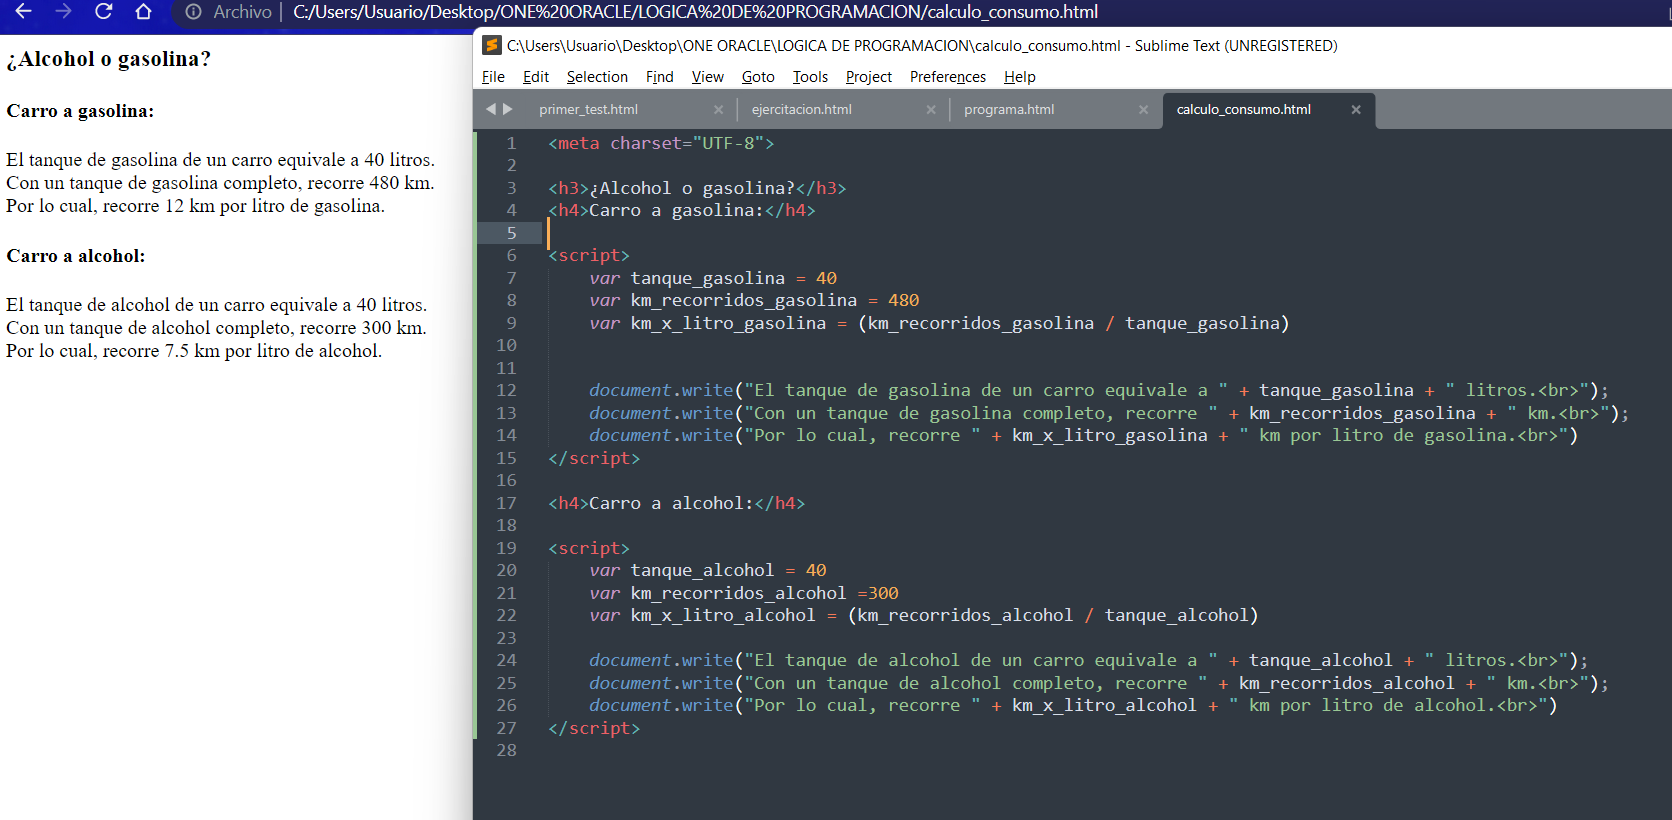 Archivo | C:/Users/Usuario/Desktop/ONE%20ORACLE/LOGICA%20DE%20PROGRAMACION/calculo_consumo.html
¿Alcohol o gasolina?
Carro a gasolina:
El tanque de gasolina de un carro equivale a 40 litros.
Con un tanque de gasolina completo, recorre 480 km.
Por lo cual, recorre 12 km por litro de gasolina.
Carro a alcohol:
El tanque de alcohol de un carro equivale a 40 litros.
Con un tanque de alcohol completo, recorre 300 km.
Por lo cual, recorre 7.5 km por litro de alcohol.
C:\Users\Usuario\Desktop\ONE ORACLE\LOGICA DE PROGRAMACION\calculo_consumo.html - Sublime Text (UNREGISTERED)
File Edit Selection Find View Goto Tools Project Preferences Help
primer_test.html ejercitacion.html programa.html calculo_consumo.html
1 <meta charset="UTF-8">
2
3 <h3>¿Alcohol o gasolina?</h3>
4 <h4>Carro a gasolina:</h4>
5
6 <script>
7 var tanque_gasolina = 40
8 var km_recorridos_gasolina = 480
9 var km_x_litro_gasolina = (km_recorridos_gasolina / tanque_gasolina)
10
11
12 document.write("El tanque de gasolina de un carro equivale a " + tanque_gasolina + " litros.<br>");
13 document.write("Con un tanque de gasolina completo, recorre " + km_recorridos_gasolina + " km.<br>");
14 document.write("Por lo cual, recorre " + km_x_litro_gasolina + " km por litro de gasolina.<br>")
15 </script>
16
17 <h4>Carro a alcohol:</h4>
18
19 <script>
20 var tanque_alcohol = 40
21 var km_recorridos_alcohol =300
22 var km_x_litro_alcohol = (km_recorridos_alcohol / tanque_alcohol)
23
24 document.write("El tanque de alcohol de un carro equivale a " + tanque_alcohol + " litros.<br>");
25 document.write("Con un tanque de alcohol completo, recorre " + km_recorridos_alcohol + " km.<br>");
26 document.write("Por lo cual, recorre " + km_x_litro_alcohol + " km por litro de alcohol.<br>")
27 </script>
28